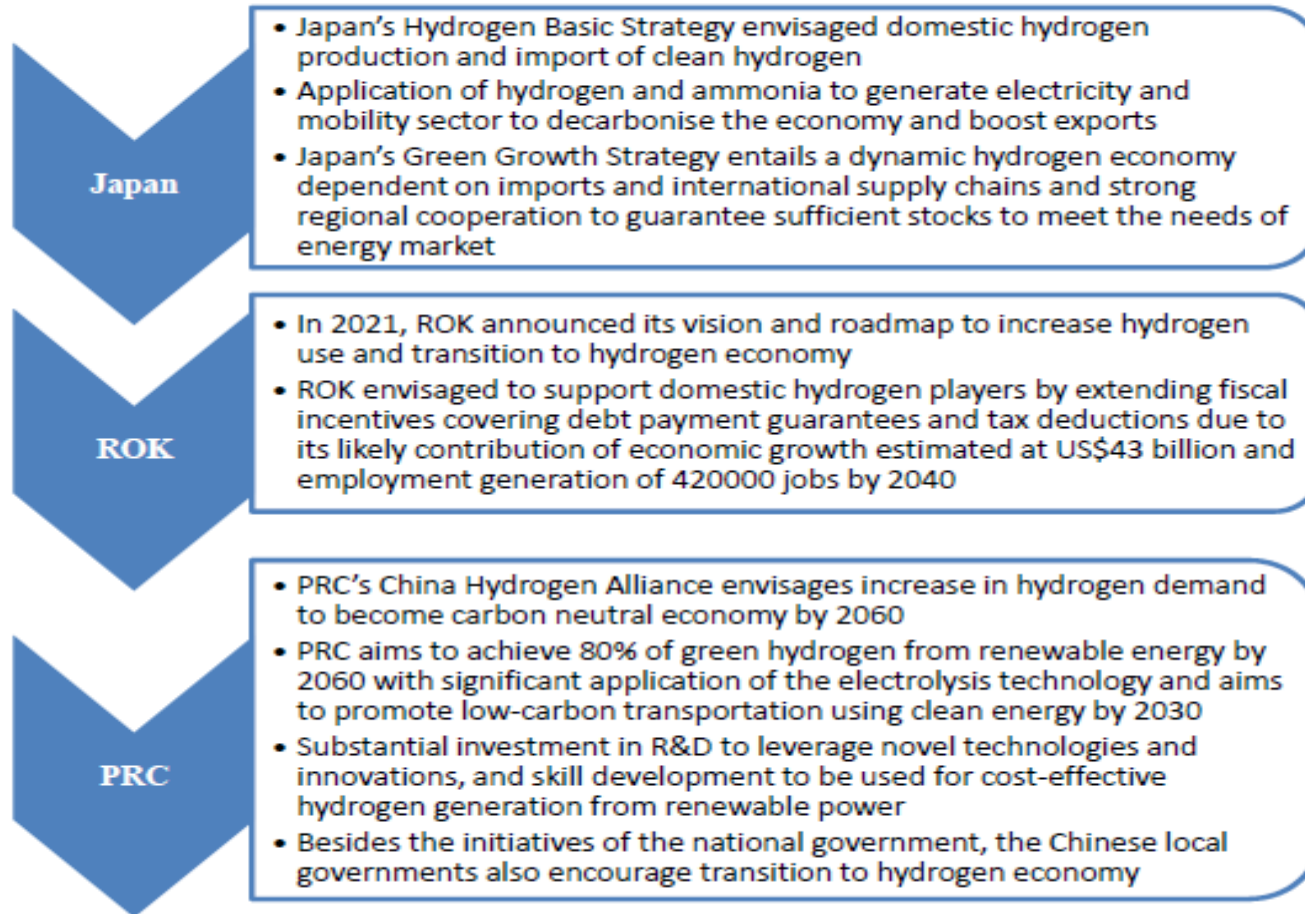 Japan
• Japan's Hydrogen Basic Strategy envisaged domestic hydrogen
production and import of clean hydrogen
• Application of hydrogen and ammonia to generate electricity and
mobility sector to decarbonise the economy and boost exports
• Japan's Green Growth Strategy entails a dynamic hydrogen economy
dependent on imports and international supply chains and strong
regional cooperation to guarantee sufficient stocks to meet the needs of
energy market
ROK
• In 2021, ROK announced its vision and roadmap to increase hydrogen
use and transition to hydrogen economy
• ROK envisaged to support domestic hydrogen players by extending fiscal
incentives covering debt payment guarantees and tax deductions due to
its likely contribution of economic growth estimated at US$43 billion and
employment generation of 420000 jobs by 2040
PRC
• PRC's China Hydrogen Alliance envisages increase in hydrogen demand
to become carbon neutral economy by 2060
• PRC aims to achieve 80% of green hydrogen from renewable energy by
2060 with significant application of the electrolysis technology and aims
to promote low-carbon transportation using clean energy by 2030
• Substantial investment in R&D to leverage novel technologies and
innovations, and skill development to be used for cost-effective
hydrogen generation from renewable power
• Besides the initiatives of the national government, the Chinese local
governments also encourage transition to hydrogen economy